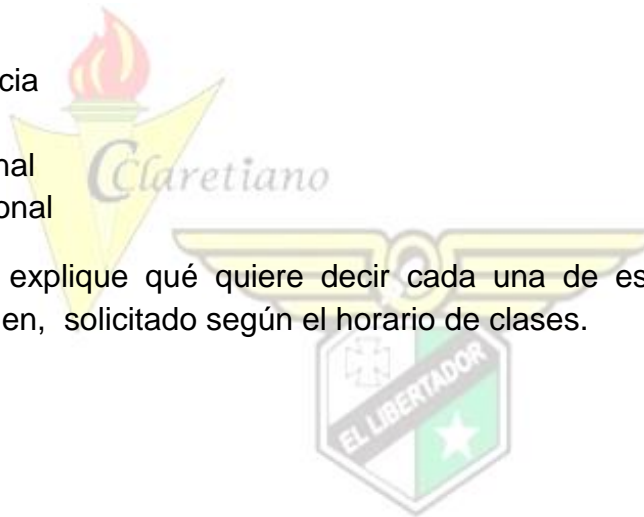 cia
nal
Claretiano
onal
explique qué quiere decir cada una de es
en, solicitado según el horario de clases.
EL LIBERTADOR